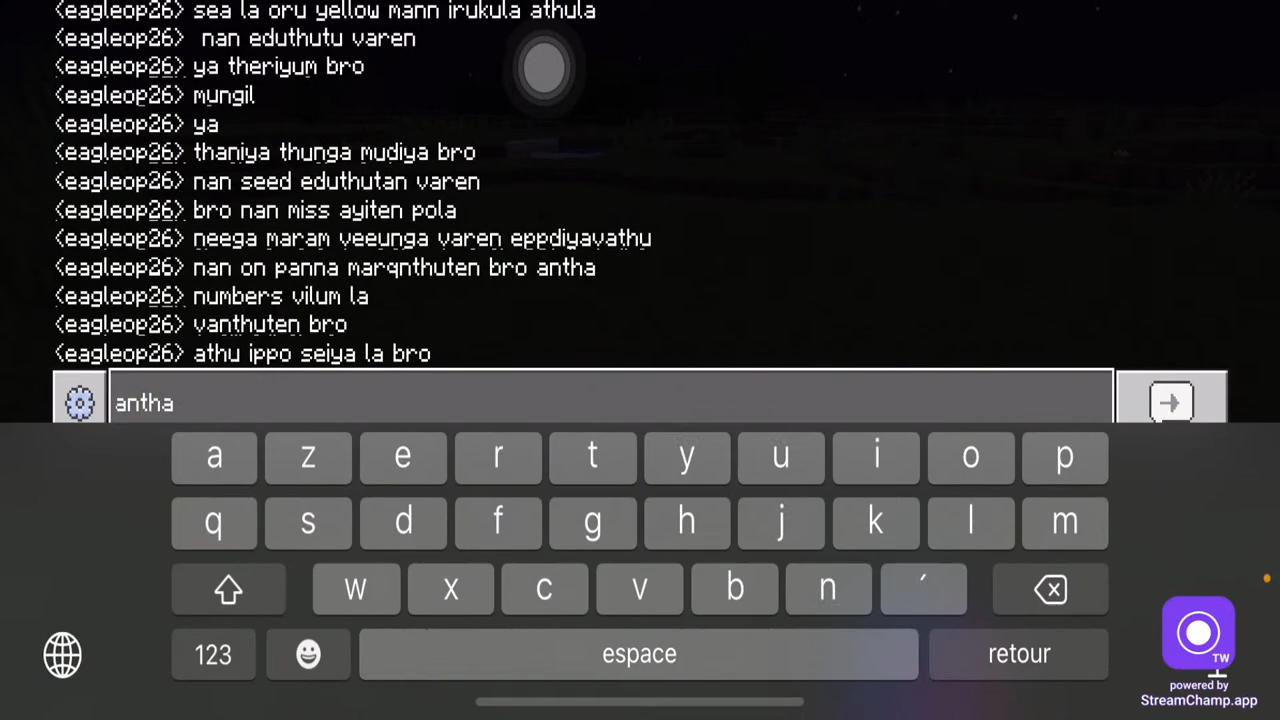 <eagleop26> sea la oru yellow mann irukula athula
<eagleop26>  nan eduthutu varen
<eagleop26> ya theriyum bro
<eagleop26> mungil
<eagleop26> ya
<eagleop26> thaniya thunga mudiya bro
<eagleop26> nan seed eduthutan varen
<eagleop26> bro nan miss ayiten pola
<eagleop26> neega maram veeunga varen eppdiyavathu
<eagleop26> nan on panna marqnthuten bro antha
<eagleop26> numbers vilum la
<eagleop26> vanthuten bro
<eagleop26> athu ippo seiya la bro
antha
a z e r t y u i o p
q s d f g h j k l m
w x c v b n ´
123 espace retour
TW
powered by
StreamChamp.app